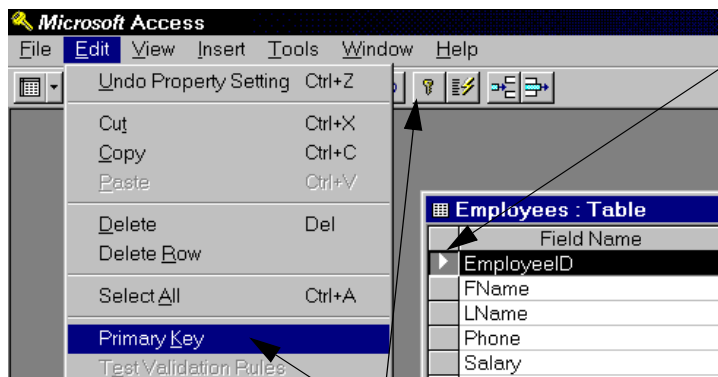 Microsoft Access
File Edit View Insert Tools Window Help
Undo Property Setting Ctrl+Z
Cut Ctrl+X
Copy Ctrl+C
Paste Ctrl+V
Delete Del
Delete Row
Select All Ctrl+A
Primary Key
Test Validation Rules
Employees : Table
Field Name
EmployeeID
FName
LName
Phone
Salary